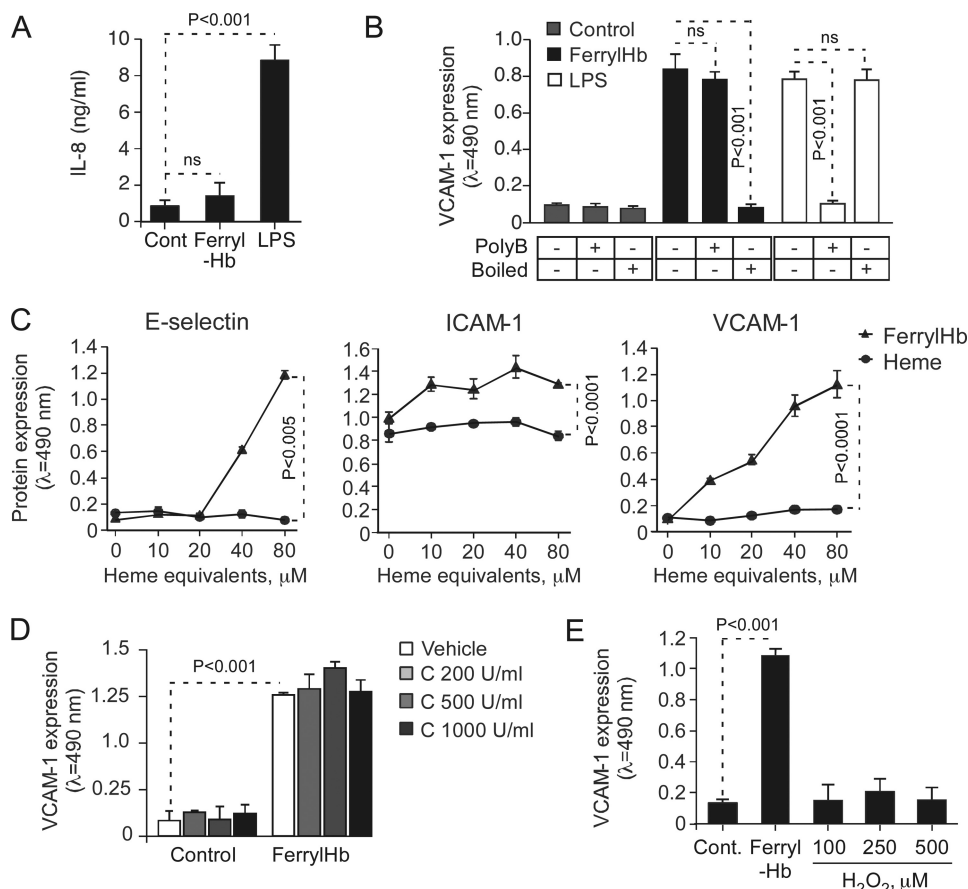 A
P<0.001
10
8
6
4
2
0
IL-8 (ng/ml)
ns
Cont
Ferryl
-Hb
LPS
B
Control
FerrylHb
LPS
1.0
0.8
0.6
0.4
0.2
0
VCAM-1 expression
(λ=490 nm)
ns
P<0.001
ns
P<0.001
PolyB - + - - + - - + -
Boiled - - + - - + - - +
C
E-selectin
1.4
1.2
1.0
0.8
0.6
0.4
0.2
0
Protein expression
(λ=490 nm)
P<0.005
0 10 20 40 80
Heme equivalents, μM
ICAM-1
1.6
1.4
1.2
1.0
0.8
0.6
0.4
0.2
0
P<0.0001
0 10 20 40 80
Heme equivalents, μM
VCAM-1
1.4
1.2
1.0
0.8
0.6
0.4
0.2
0
P<0.0001
0 10 20 40 80
Heme equivalents, μM
FerrylHb
Heme
D
1.5
1.25
0.25
0
VCAM-1 expression
(λ=490 nm)
P<0.001
Control
FerrylHb
Vehicle
C 200 U/ml
C 500 U/ml
C 1000 U/ml
E
P<0.001
1.2
1.0
0.8
0.6
0.4
0.2
0
VCAM-1 expression
(λ=490 nm)
Cont.
Ferryl
-Hb
100 250 500
H₂O₂, μM